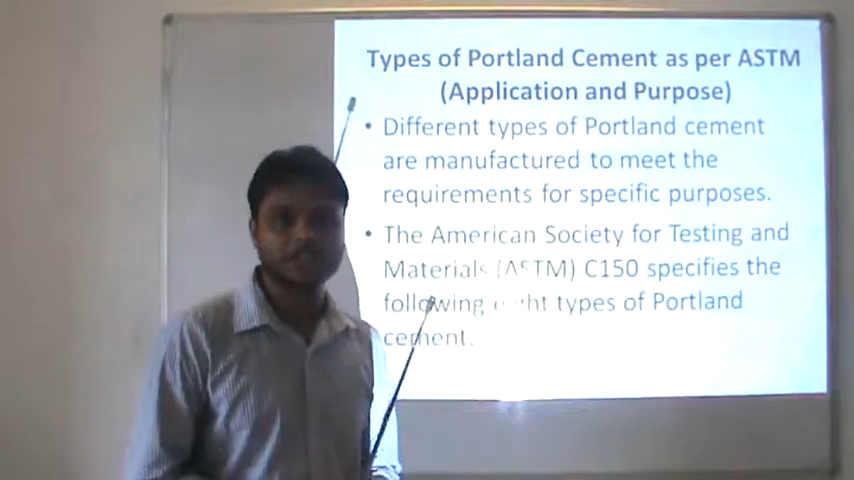 Types of Portland Cement as per ASTM
(Application and Purpose)
• Different types of Portland cement
are manufactured to meet the
requirements for specific purposes.
• The American Society for Testing and
Materials (ASTM) C150 specifies the
following eight types of Portland
cement.